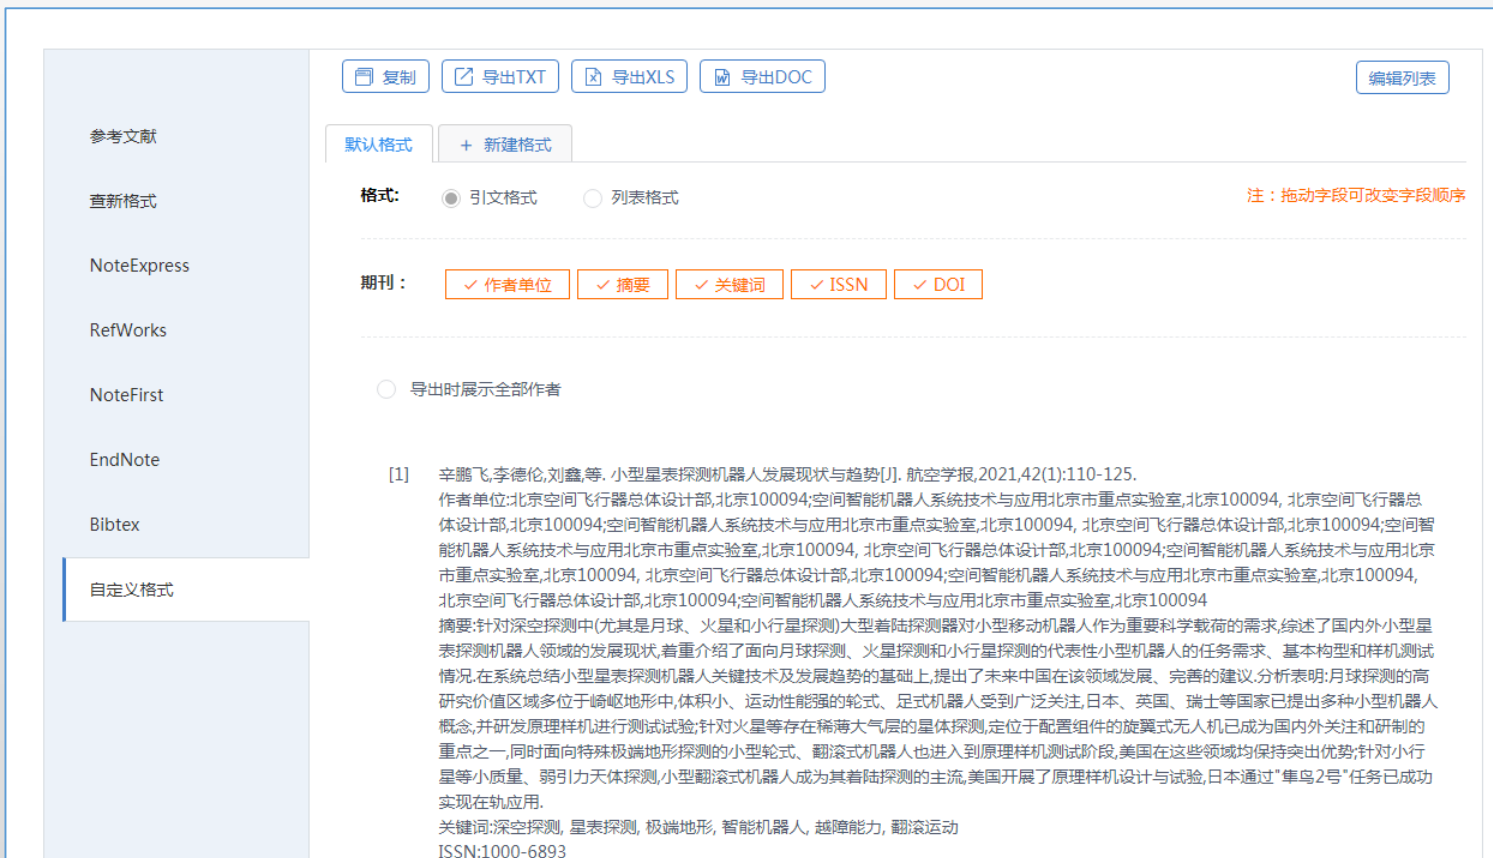 复制 导出TXT 导出XLS 导出DOC 编辑列表
参考文献
查新格式
NoteExpress
RefWorks
NoteFirst
EndNote
Bibtex
自定义格式
默认格式 + 新建格式
格式: 引文格式 列表格式 注：拖动字段可改变字段顺序
期刊： 作者单位 摘要 关键词 ISSN DOI
导出时展示全部作者
[1] 辛鹏飞,李德伦,刘鑫,等. 小型星表探测机器人发展现状与趋势[J]. 航空学报,2021,42(1):110-125.
作者单位:北京空间飞行器总体设计部,北京100094;空间智能机器人系统技术与应用北京市重点实验室,北京100094, 北京空间飞行器总
体设计部,北京100094;空间智能机器人系统技术与应用北京市重点实验室,北京100094, 北京空间飞行器总体设计部,北京100094;空间智
能机器人系统技术与应用北京市重点实验室,北京100094, 北京空间飞行器总体设计部,北京100094;空间智能机器人系统技术与应用北京
市重点实验室,北京100094, 北京空间飞行器总体设计部,北京100094;空间智能机器人系统技术与应用北京市重点实验室,北京100094,
北京空间飞行器总体设计部,北京100094;空间智能机器人系统技术与应用北京市重点实验室,北京100094
摘要:针对深空探测中(尤其是月球、火星和小行星探测)大型着陆探测器对小型移动机器人作为重要科学载荷的需求,综述了国内外小型星
表探测机器人领域的发展现状,着重介绍了面向月球探测、火星探测和小行星探测的代表性小型机器人的任务需求、基本构型和样机测试
情况.在系统总结小型星表探测机器人关键技术及发展趋势的基础上,提出了未来中国在该领域发展、完善的建议.分析表明:月球探测的高
研究价值区域多位于崎岖地形中,体积小、运动性能强的轮式、足式机器人受到广泛关注,日本、英国、瑞士等国家已提出多种小型机器人
概念,并研发原理样机进行测试试验;针对火星等存在稀薄大气层的星体探测,定位于配置组件的旋翼式无人机已成为国内外关注和研制的
重点之一,同时面向特殊极端地形探测的小型轮式、翻滚式机器人也进入到原理样机测试阶段,美国在这些领域均保持突出优势;针对小行
星等小质量、弱引力天体探测,小型翻滚式机器人成为其着陆探测的主流,美国开展了原理样机设计与试验,日本通过"隼鸟2号"任务已成功
实现在轨应用.
关键词:深空探测, 星表探测, 极端地形, 智能机器人, 越障能力, 翻滚运动
ISSN:1000-6893